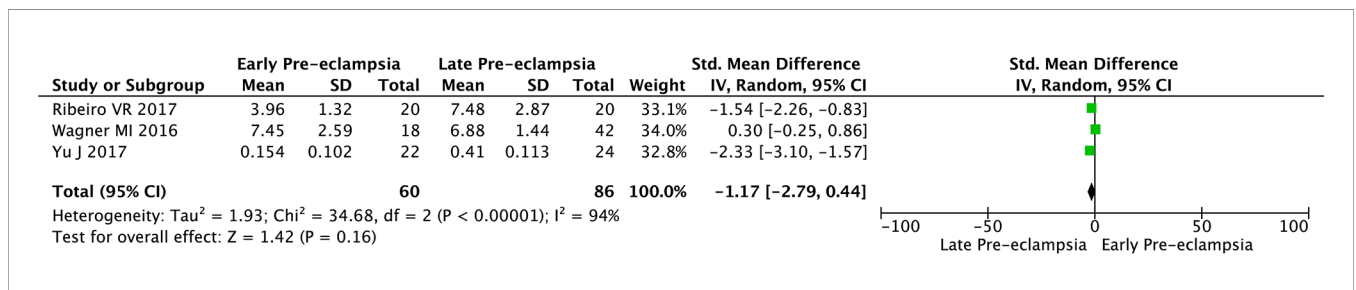 Early Pre-eclampsia Late Pre-eclampsia Std. Mean Difference Std. Mean Difference
Study or Subgroup Mean SD Total Mean SD Total Weight IV, Random, 95% CI IV, Random, 95% CI
Ribeiro VR 2017 3.96 1.32 20 7.48 2.87 20 33.1% −1.54 [−2.26, −0.83]
Wagner MI 2016 7.45 2.59 18 6.88 1.44 42 34.0% 0.30 [−0.25, 0.86]
Yu J 2017 0.154 0.102 22 0.41 0.113 24 32.8% −2.33 [−3.10, −1.57]
Total (95% CI) 60 86 100.0% −1.17 [−2.79, 0.44]
Heterogeneity: Tau² = 1.93; Chi² = 34.68, df = 2 (P < 0.00001); I² = 94%
Test for overall effect: Z = 1.42 (P = 0.16)
−100 −50 0 50 100
Late Pre-eclampsia Early Pre-eclampsia